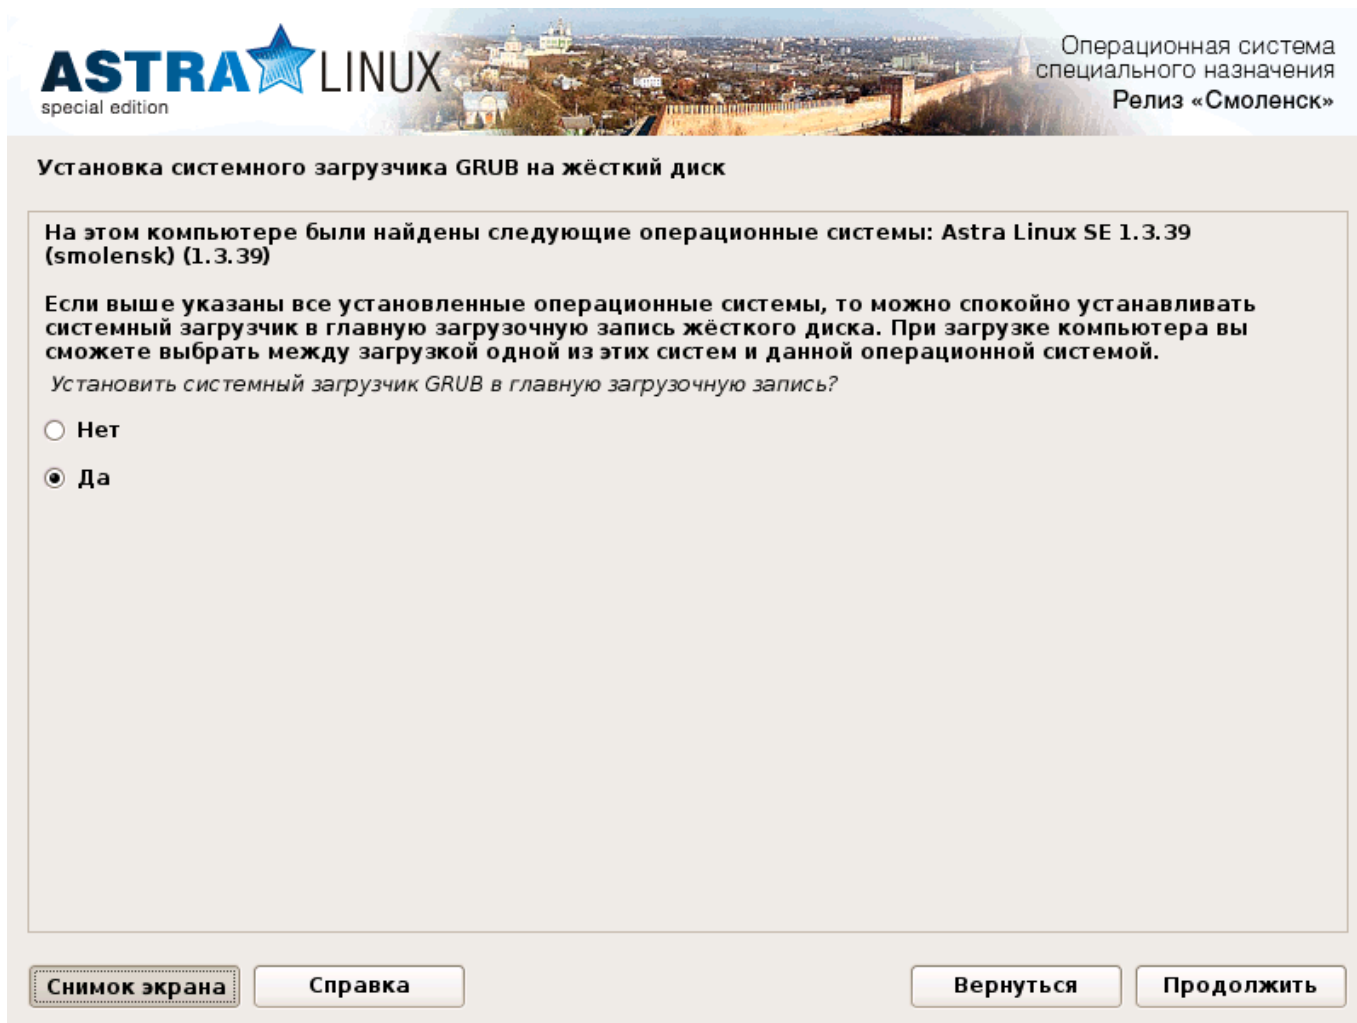 ASTRA LINUX
special edition
Операционная система
специального назначения
Релиз «Смоленск»
Установка системного загрузчика GRUB на жёсткий диск
На этом компьютере были найдены следующие операционные системы: Astra Linux SE 1.3.39
(smolensk) (1.3.39)
Если выше указаны все установленные операционные системы, то можно спокойно устанавливать
системный загрузчик в главную загрузочную запись жёсткого диска. При загрузке компьютера вы
сможете выбрать между загрузкой одной из этих систем и данной операционной системой.
Установить системный загрузчик GRUB в главную загрузочную запись?
Нет
Да
Снимок экрана
Справка
Вернуться
Продолжить